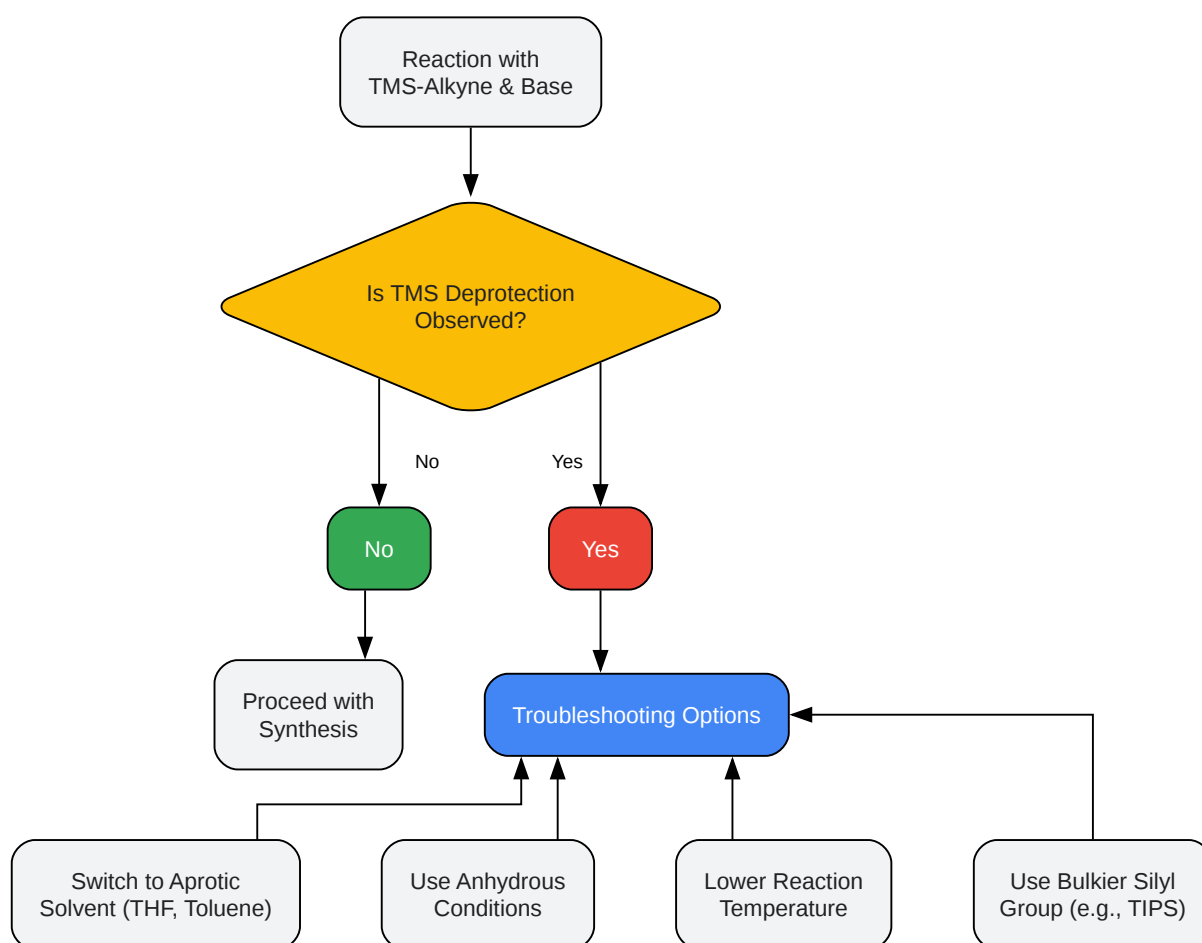 Reaction with
TMS-Alkyne & Base
Is TMS Deprotection
Observed?
No
Yes
No
Yes
Proceed with
Synthesis
Troubleshooting Options
Switch to Aprotic
Solvent (THF, Toluene)
Use Anhydrous
Conditions
Lower Reaction
Temperature
Use Bulkier Silyl
Group (e.g., TIPS)